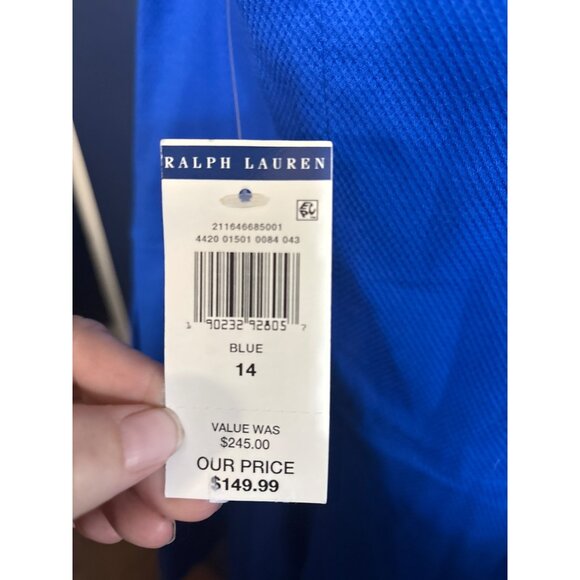 RALPH LAUREN
211646685001
4420 01501 0084 043
1 90232 92805 7
BLUE
14
VALUE WAS
$245.00
OUR PRICE
$149.99